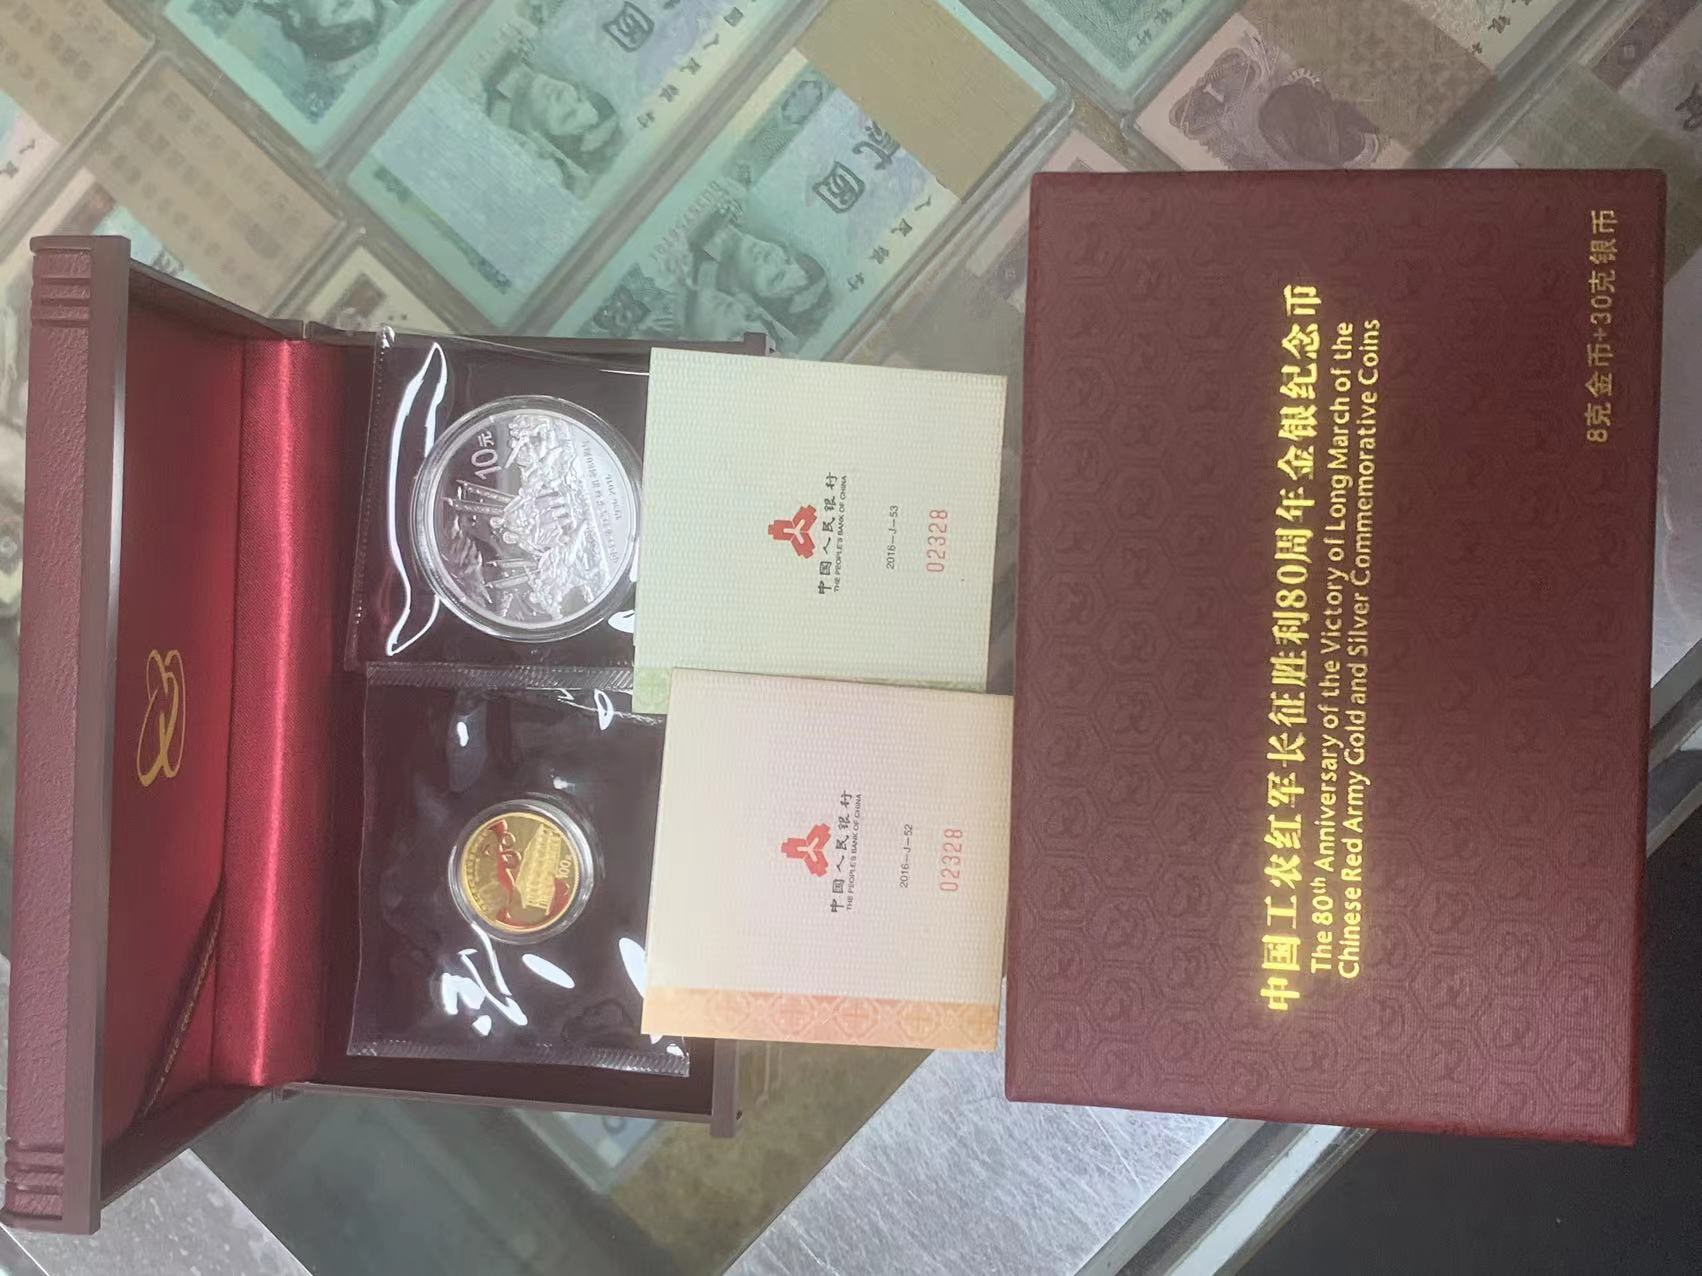 中国工农红军长征胜利80周年金银纪念币
The 80th Anniversary of the Victory of Long March of the
Chinese Red Army Gold and Silver Commemorative Coins
8克金币+30克银币
中国人民银行
THE PEOPLE'S BANK OF CHINA
2016-J-52
02328
中国人民银行
THE PEOPLE'S BANK OF CHINA
2016-J-53
02328
10元
1936-2016
100元
贰圆